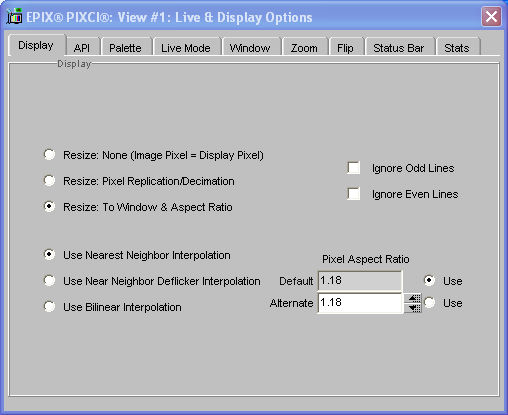 EPIX® PIXCI®: View #1: Live & Display Options
Display API Palette Live Mode Window Zoom Flip Status Bar Stats
Display
Resize: None (Image Pixel = Display Pixel)
Resize: Pixel Replication/Decimation
Resize: To Window & Aspect Ratio
Ignore Odd Lines
Ignore Even Lines
Use Nearest Neighbor Interpolation
Use Near Neighbor Deflicker Interpolation
Use Bilinear Interpolation
Pixel Aspect Ratio
Default 1.18 Use
Alternate 1.18 Use